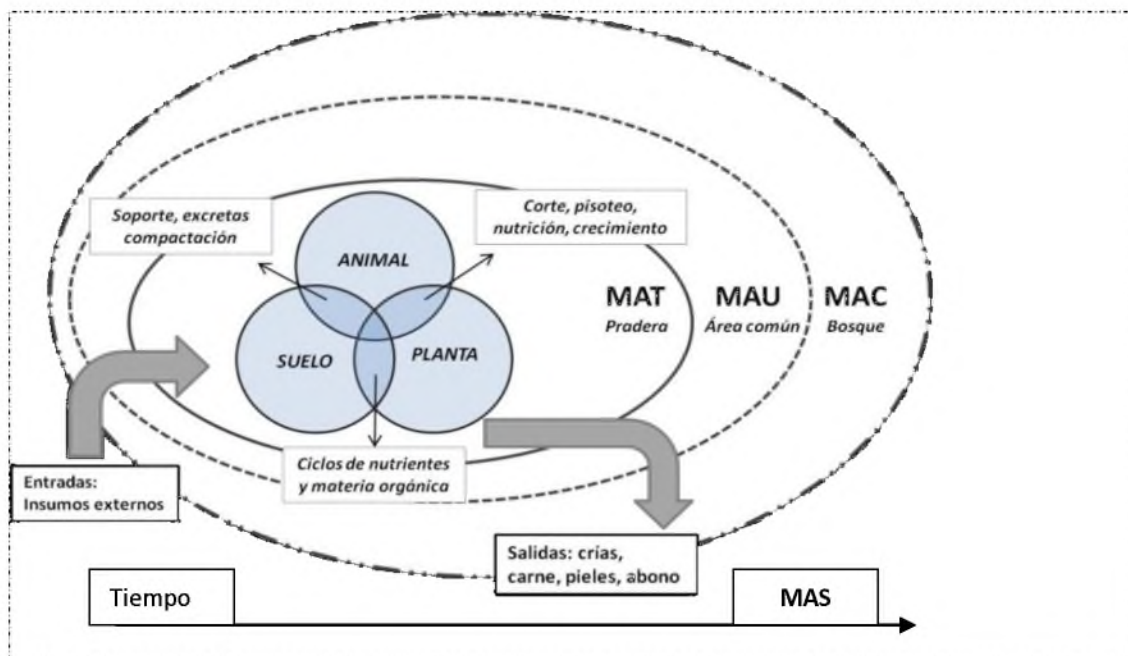 Soporte, excretas
compactación
Corte, pisoteo,
nutrición, crecimiento
ANIMAL
SUELO
PLANTA
MAT
Pradera
MAU
Área común
MAC
Bosque
Ciclos de nutrientes
y materia orgánica
Entradas:
Insumos externos
Salidas: crías,
carne, pieles, abono
Tiempo
MAS